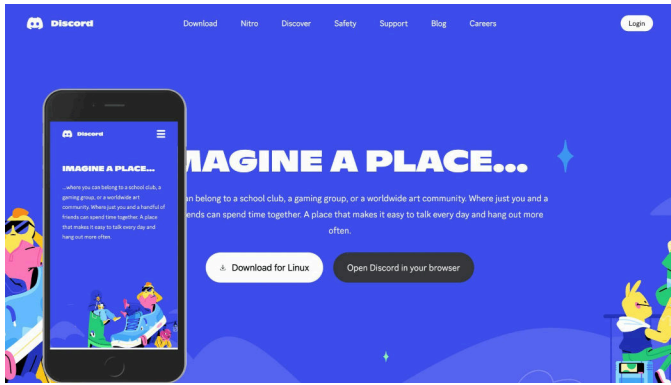 Discord
Download Nitro Discover Safety Support Blog Careers
Login
Discord
IMAGINE A PLACE...
...where you can belong to a school club, a
gaming group, or a worldwide art
community. Where just you and a handful of
friends can spend time together. A place
that makes it easy to talk every day and
hang out more often.
MAGINE A PLACE...
an belong to a school club, a gaming group, or a worldwide art community. Where just you and a
ends can spend time together. A place that makes it easy to talk every day and hang out more
often.
Download for Linux
Open Discord in your browser